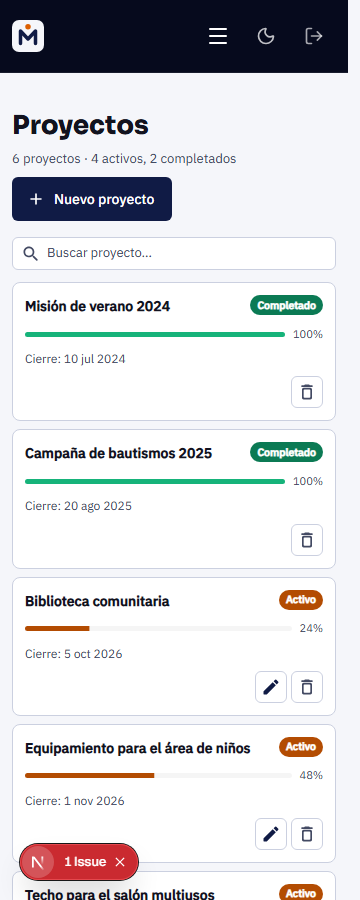 M
Proyectos
6 proyectos · 4 activos, 2 completados
+ Nuevo proyecto
Buscar proyecto...
Misión de verano 2024 Completado
100%
Cierre: 10 jul 2024
Campaña de bautismos 2025 Completado
100%
Cierre: 20 ago 2025
Biblioteca comunitaria Activo
24%
Cierre: 5 oct 2026
Equipamiento para el área de niños Activo
48%
Cierre: 1 nov 2026
N 1 Issue ×
Techo para el salón multiusos Activo